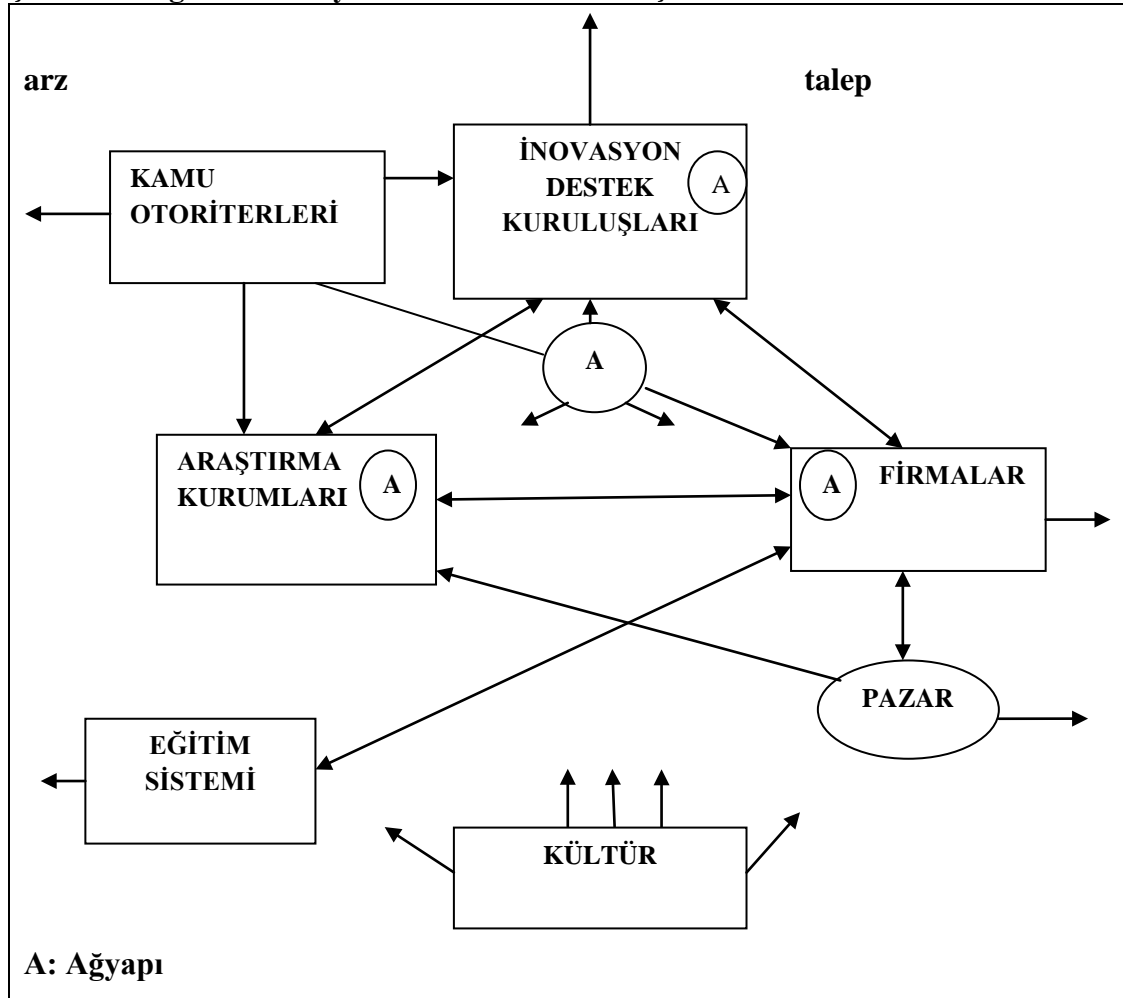 arz
talep
İNOVASYON
DESTEK
KURULUŞLARI
A
KAMU
OTORİTERLERİ
A
ARAŞTIRMA
KURUMLARI
A
A
FİRMALAR
PAZAR
EĞİTİM
SİSTEMİ
KÜLTÜR
A: Ağyapı